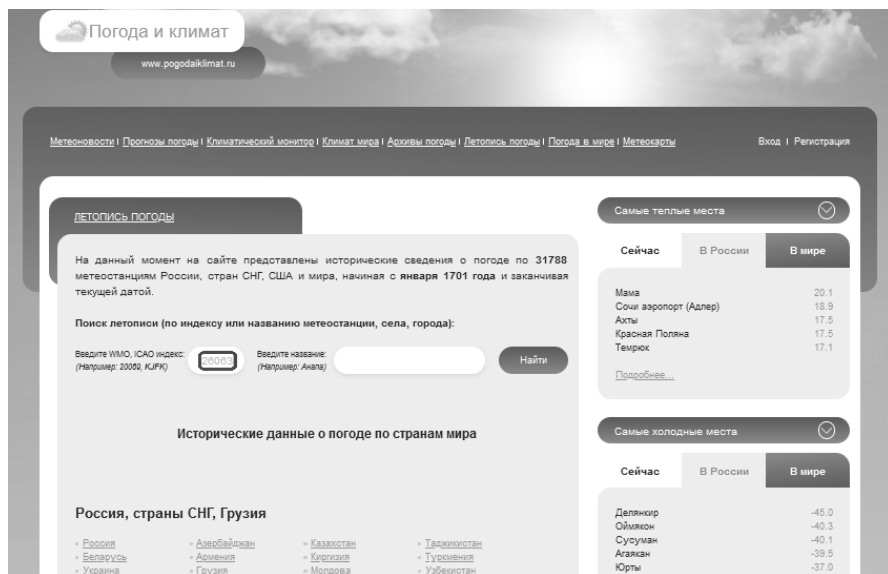 Погода и климат
www.pogodaiklimat.ru
Метеоновости | Прогнозы погоды | Климатический монитор | Климат мира | Архивы погоды | Летопись погоды | Погода в мире | Метеокарты
Вход | Регистрация
ЛЕТОПИСЬ ПОГОДЫ
На данный момент на сайте представлены исторические сведения о погоде по 31788
метеостанциям России, стран СНГ, США и мира, начиная с января 1701 года и заканчивая
текущей датой.
Поиск летописи (по индексу или названию метеостанции, села, города):
Введите WMO, ICAO индекс:
(Например: 20069, KJFK)
26063
Введите название:
(Например: Анапа)
Найти
Исторические данные о погоде по странам мира
Россия, страны СНГ, Грузия
Россия
Азербайджан
Казахстан
Таджикистан
Беларусь
Армения
Киргизия
Туркмения
Украина
Грузия
Молдова
Узбекистан
Самые теплые места
Сейчас В России В мире
Мама 20.1
Сочи аэропорт (Адлер) 18.9
Ахты 17.5
Красная Поляна 17.5
Темрюк 17.1
Подробнее...
Самые холодные места
Сейчас В России В мире
Делянкир -45.0
Оймякон -40.3
Сусуман -40.1
Агаякан -39.5
Юрты -37.0